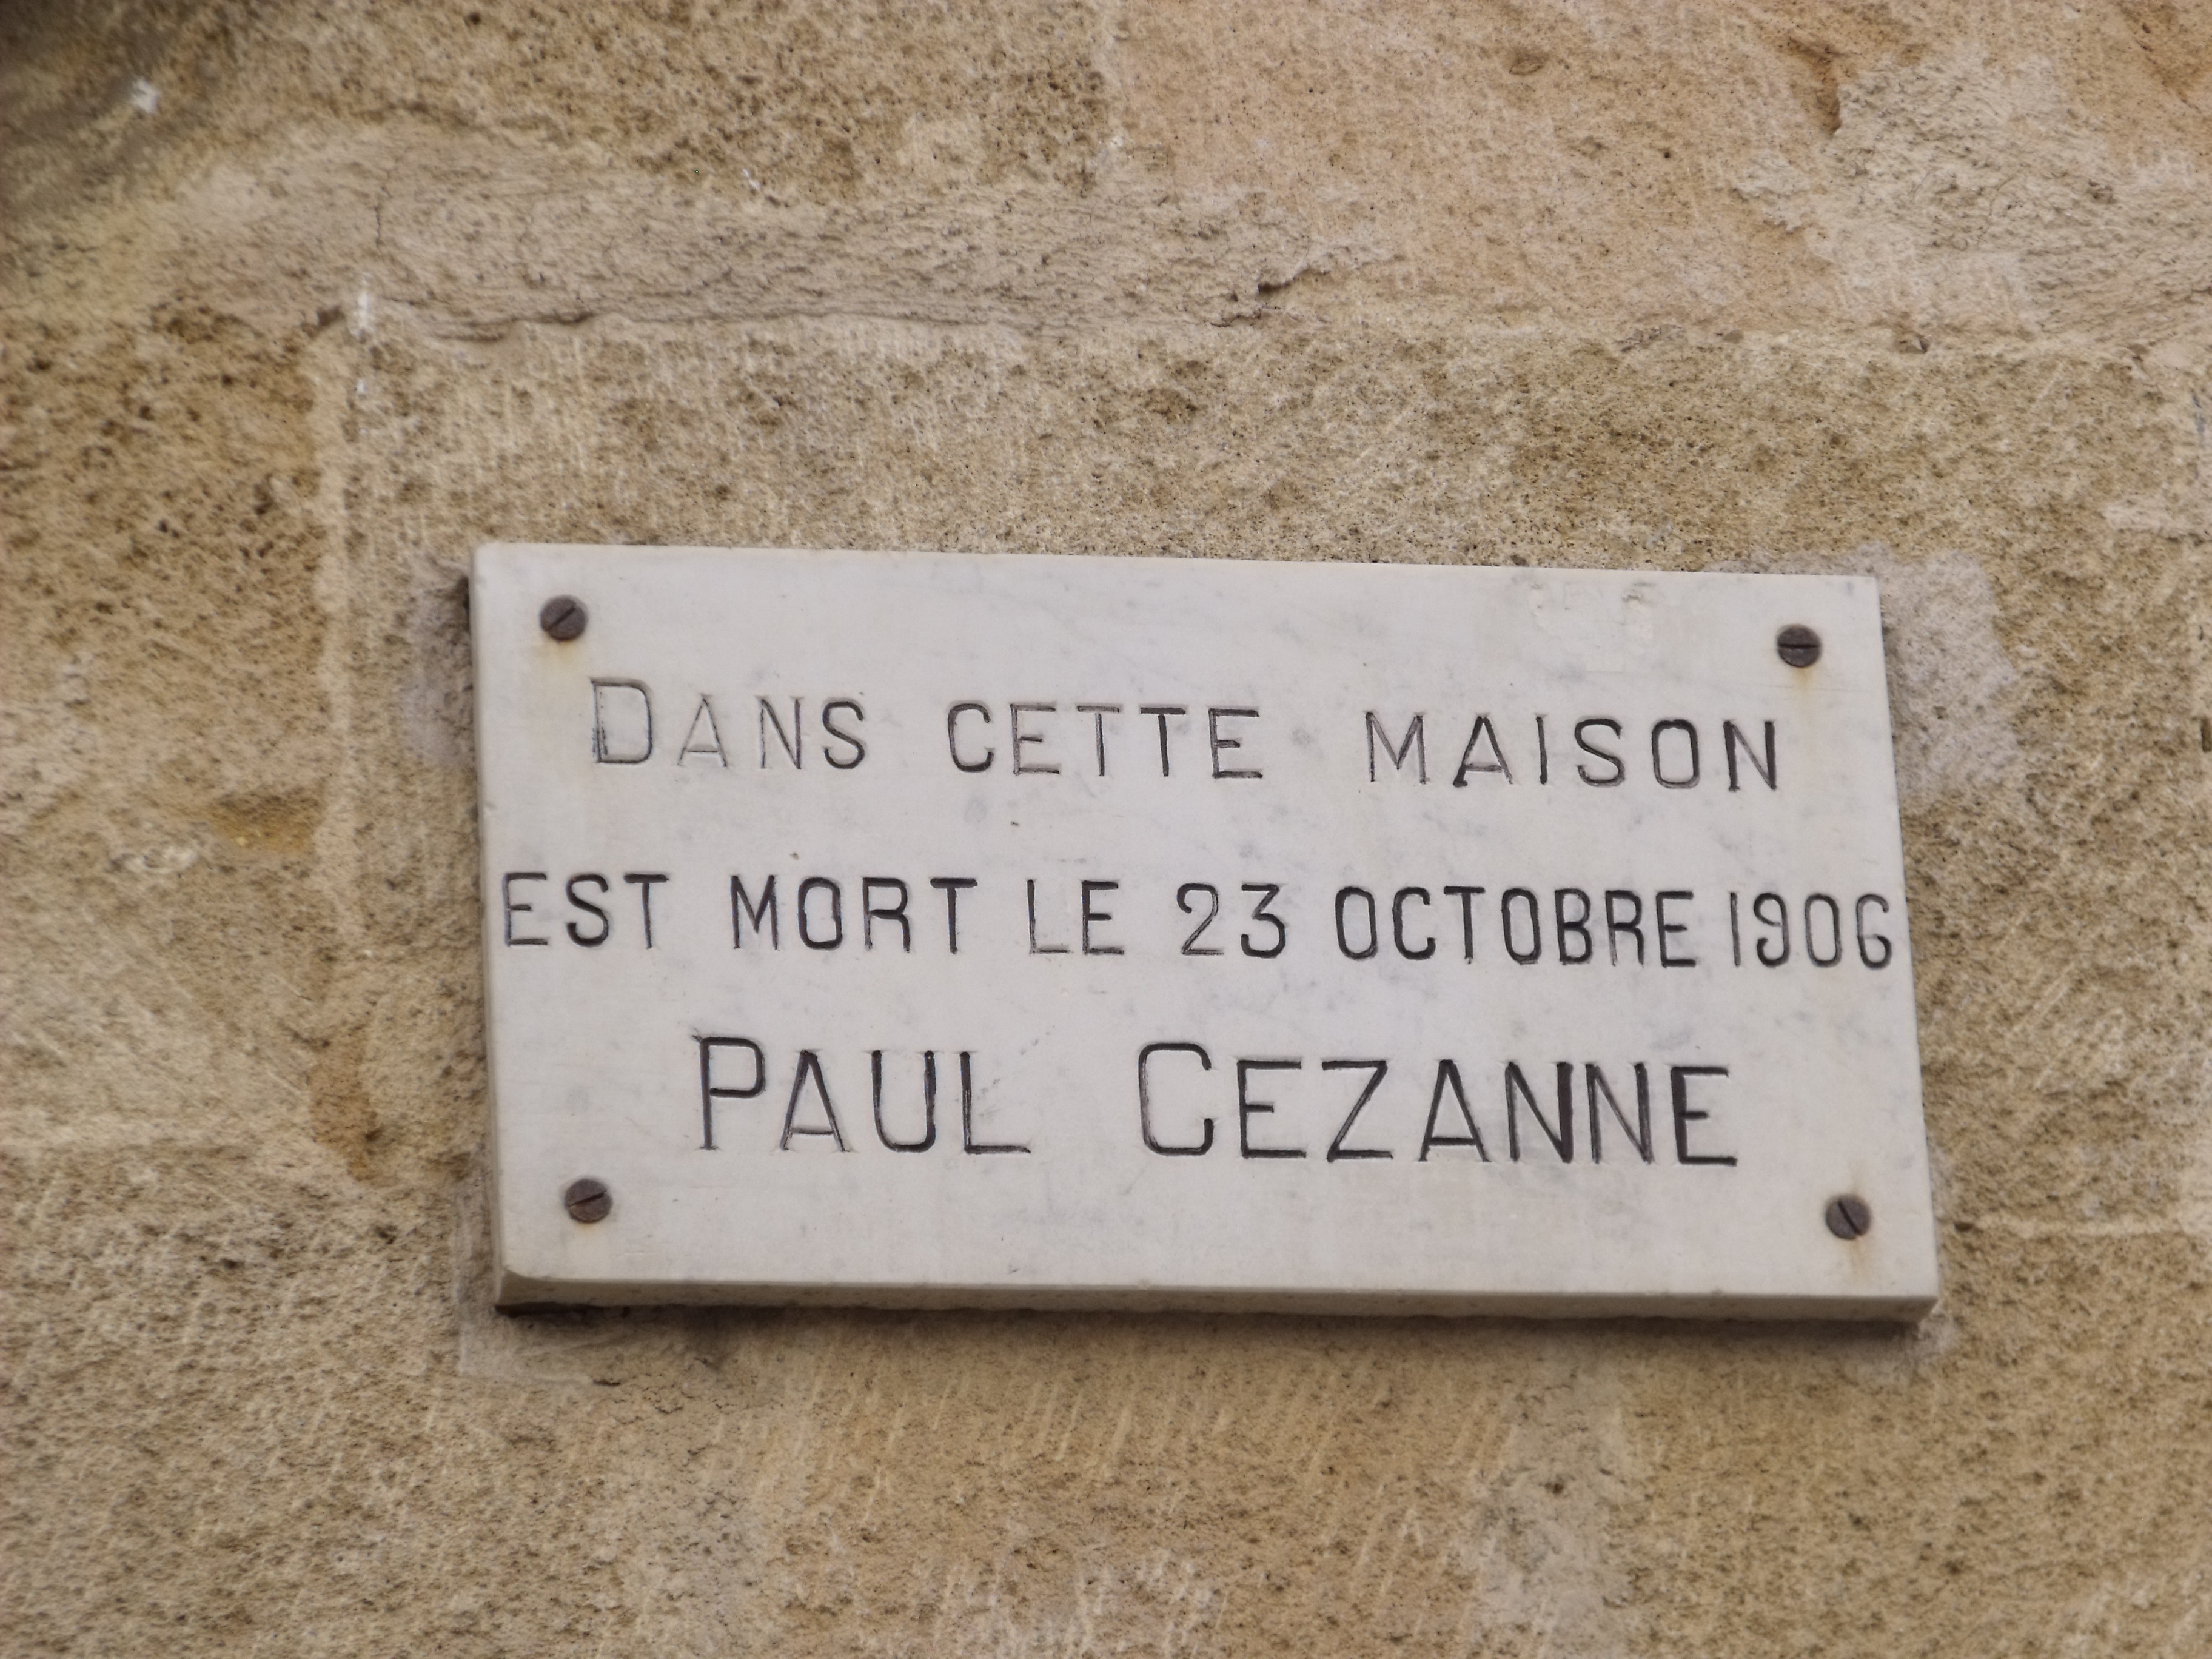 DANS CETTE MAISON
EST MORT LE 23 OCTOBRE 1906
PAUL CEZANNE